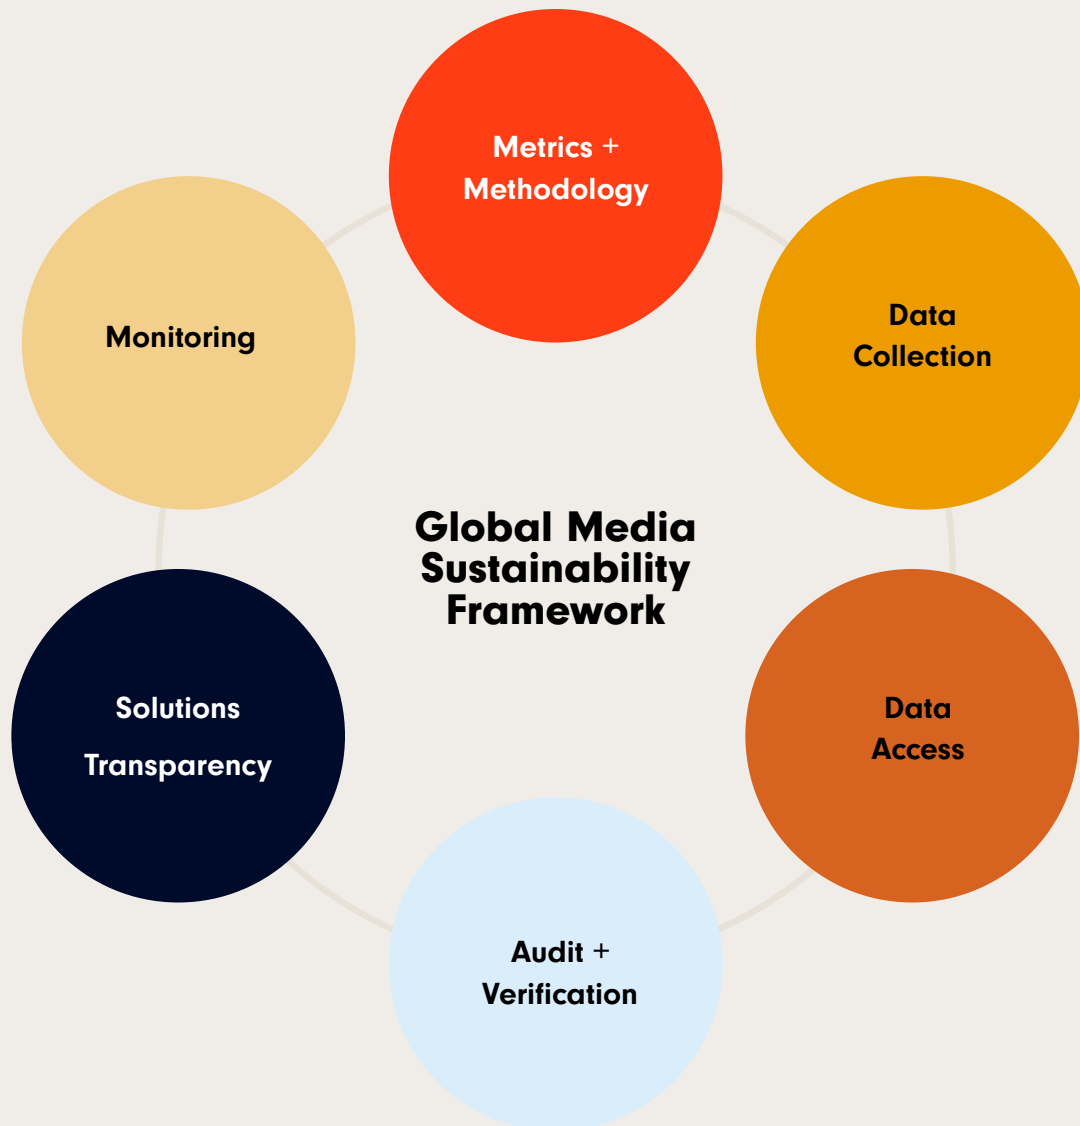 Metrics +
Methodology
Monitoring
Data
Collection
Global Media
Sustainability
Framework
Solutions
Transparency
Data
Access
Audit +
Verification